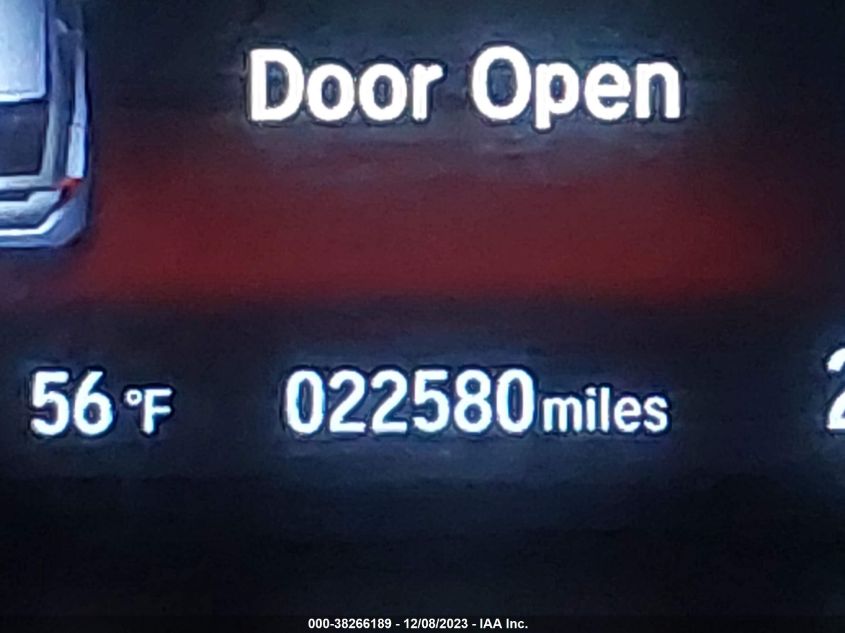 Door Open
56 °F 022580 miles
000-38266189 - 12/08/2023 - IAA Inc.